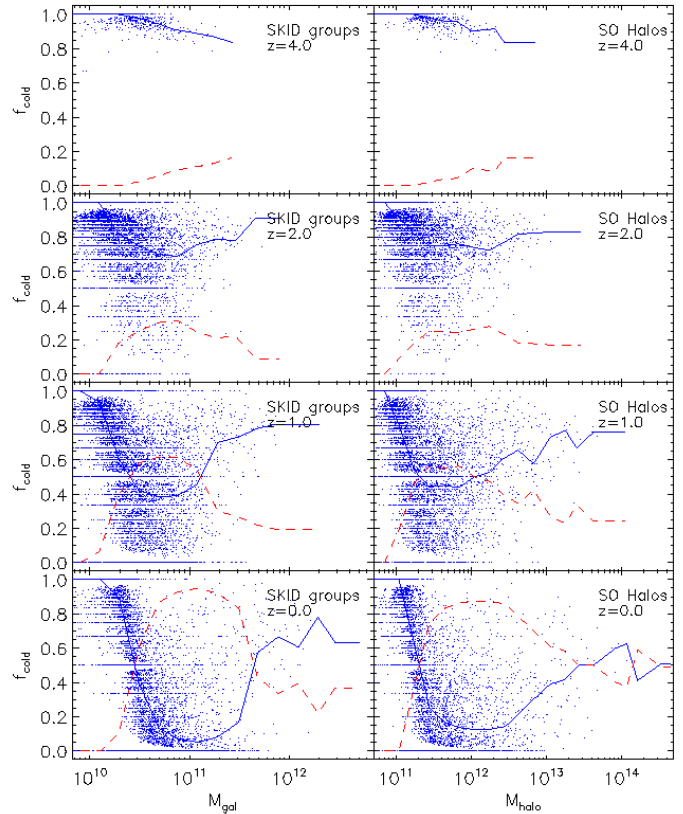 1.0
0.8
0.6
0.4
0.2
0.0
f_cold
SKID groups
z=4.0
SO Halos
z=4.0
1.0
0.8
0.6
0.4
0.2
0.0
f_cold
SKID groups
z=2.0
SO Halos
z=2.0
1.0
0.8
0.6
0.4
0.2
0.0
f_cold
SKID groups
z=1.0
SO Halos
z=1.0
1.0
0.8
0.6
0.4
0.2
0.0
f_cold
SKID groups
z=0.0
SO Halos
z=0.0
10^10 10^11 10^12
10^11 10^12 10^13 10^14
M_gal
M_halo